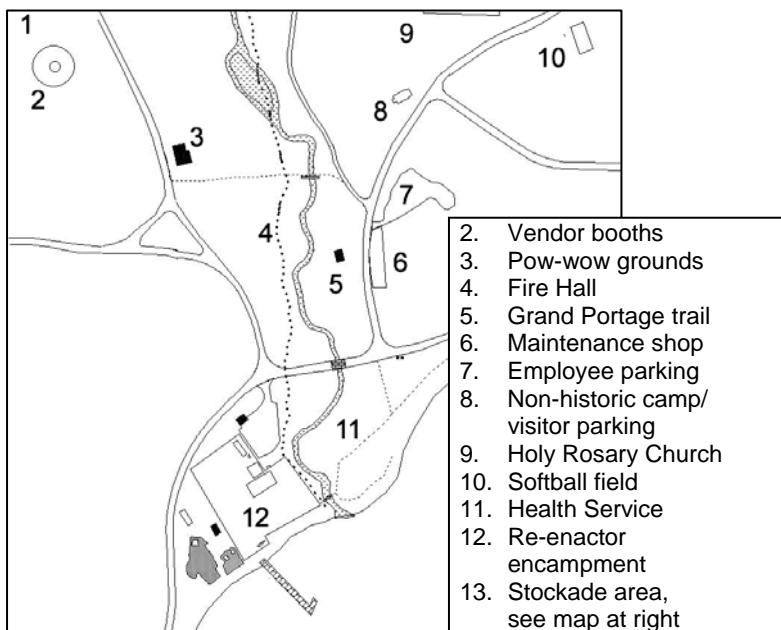 1
2
3
4
5
6
7
8
9
10
11
12
2. Vendor booths
3. Pow-wow grounds
4. Fire Hall
5. Grand Portage trail
6. Maintenance shop
7. Employee parking
8. Non-historic camp/
visitor parking
9. Holy Rosary Church
10. Softball field
11. Health Service
12. Re-enactor
encampment
13. Stockade area,
see map at right